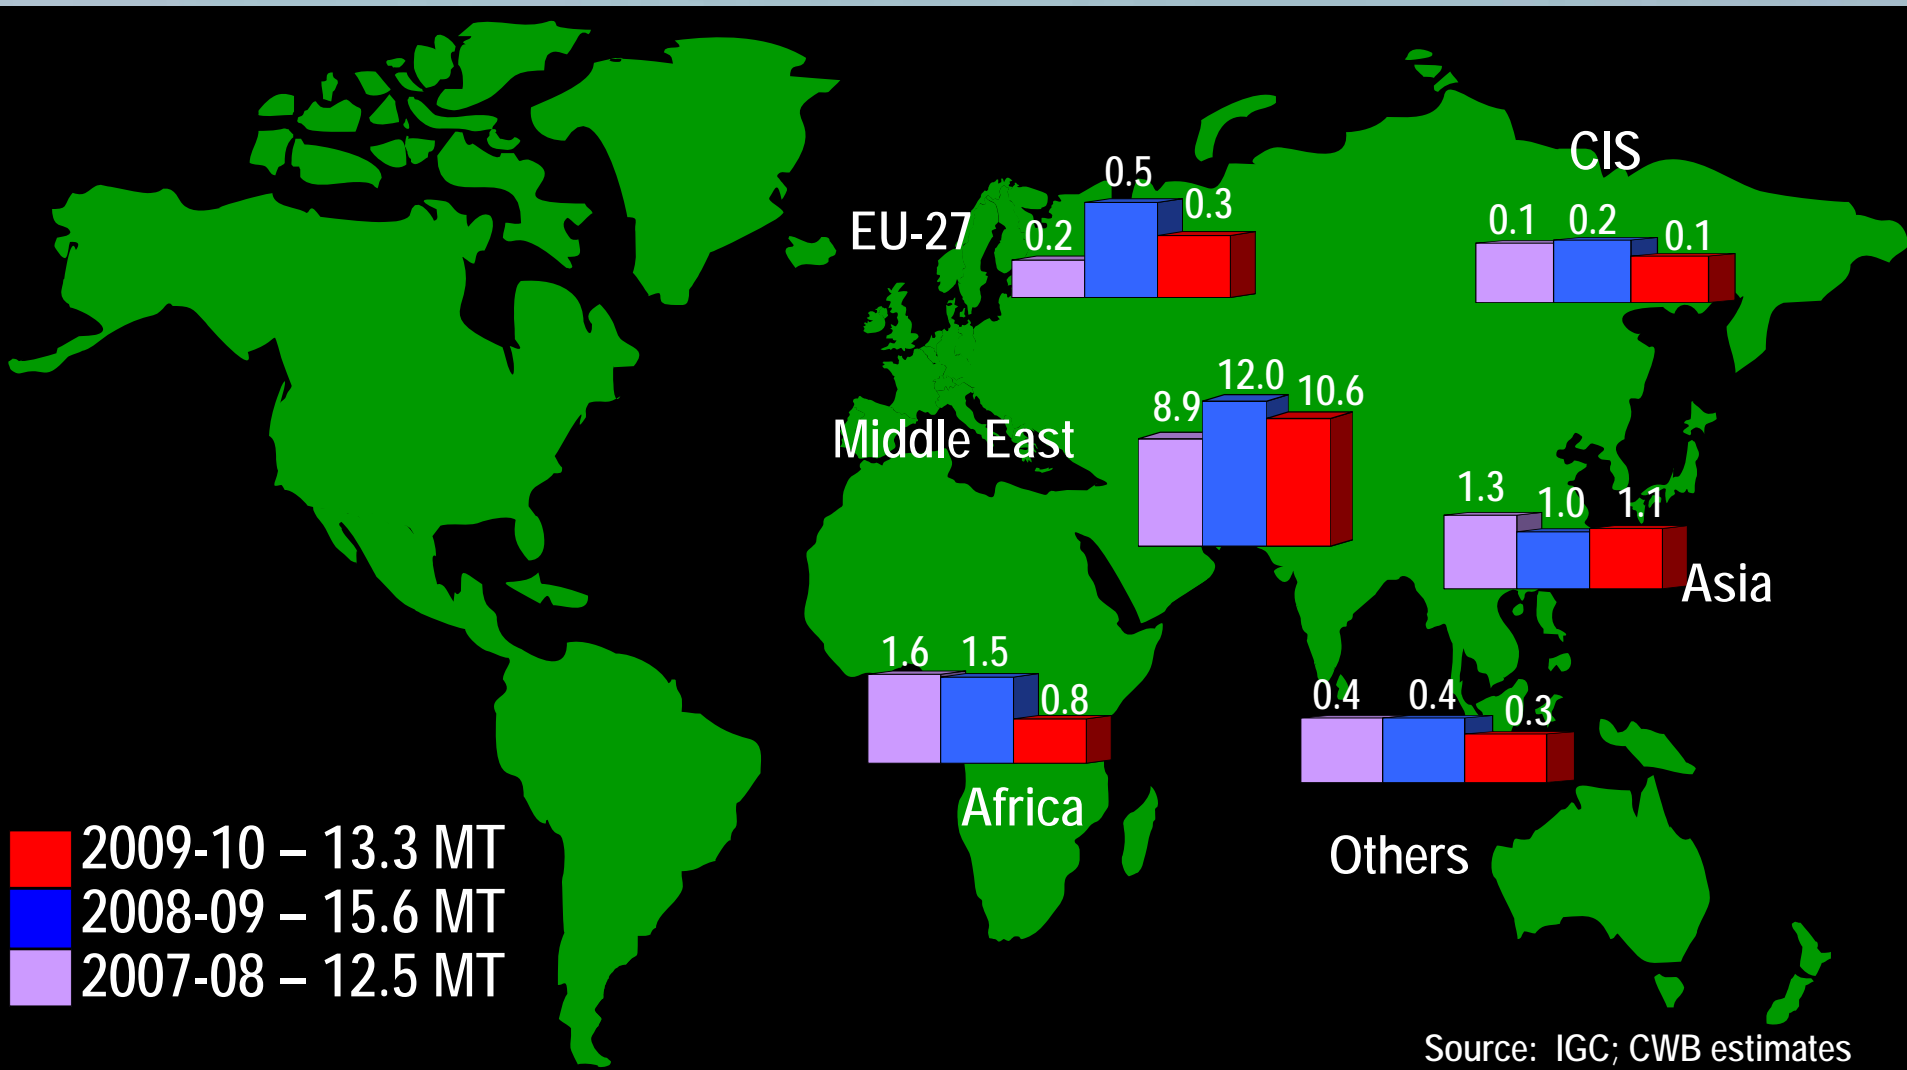 CIS
0.5
0.3
EU-27
0.2
0.1
0.2
0.1
12.0
10.6
8.9
Middle East
1.3
1.0
1.1
Asia
1.6
1.5
0.8
Africa
0.4
0.4
0.3
Others
2009-10 – 13.3 MT
2008-09 – 15.6 MT
2007-08 – 12.5 MT
Source: IGC; CWB estimates